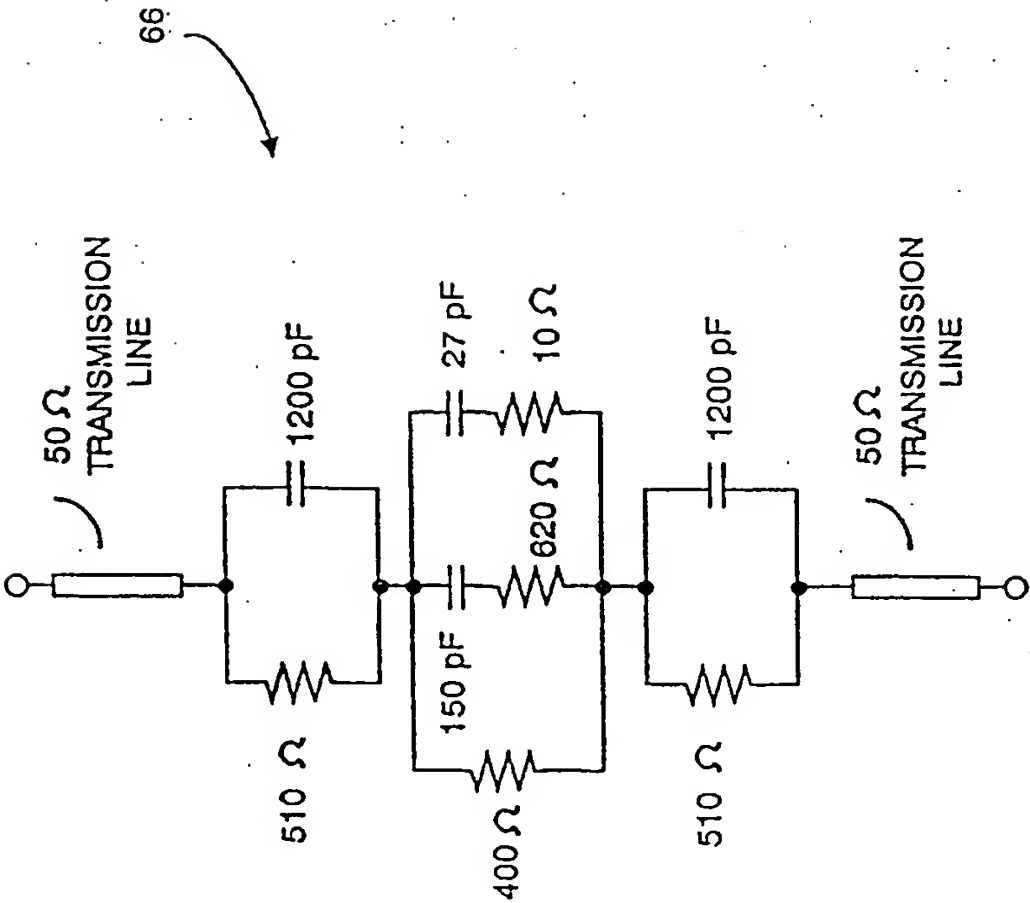 66
50 Ω
TRANSMISSION
LINE
1200 pF
510 Ω
27 pF
10 Ω
150 pF
620 Ω
400 Ω
1200 pF
510 Ω
50 Ω
TRANSMISSION
LINE